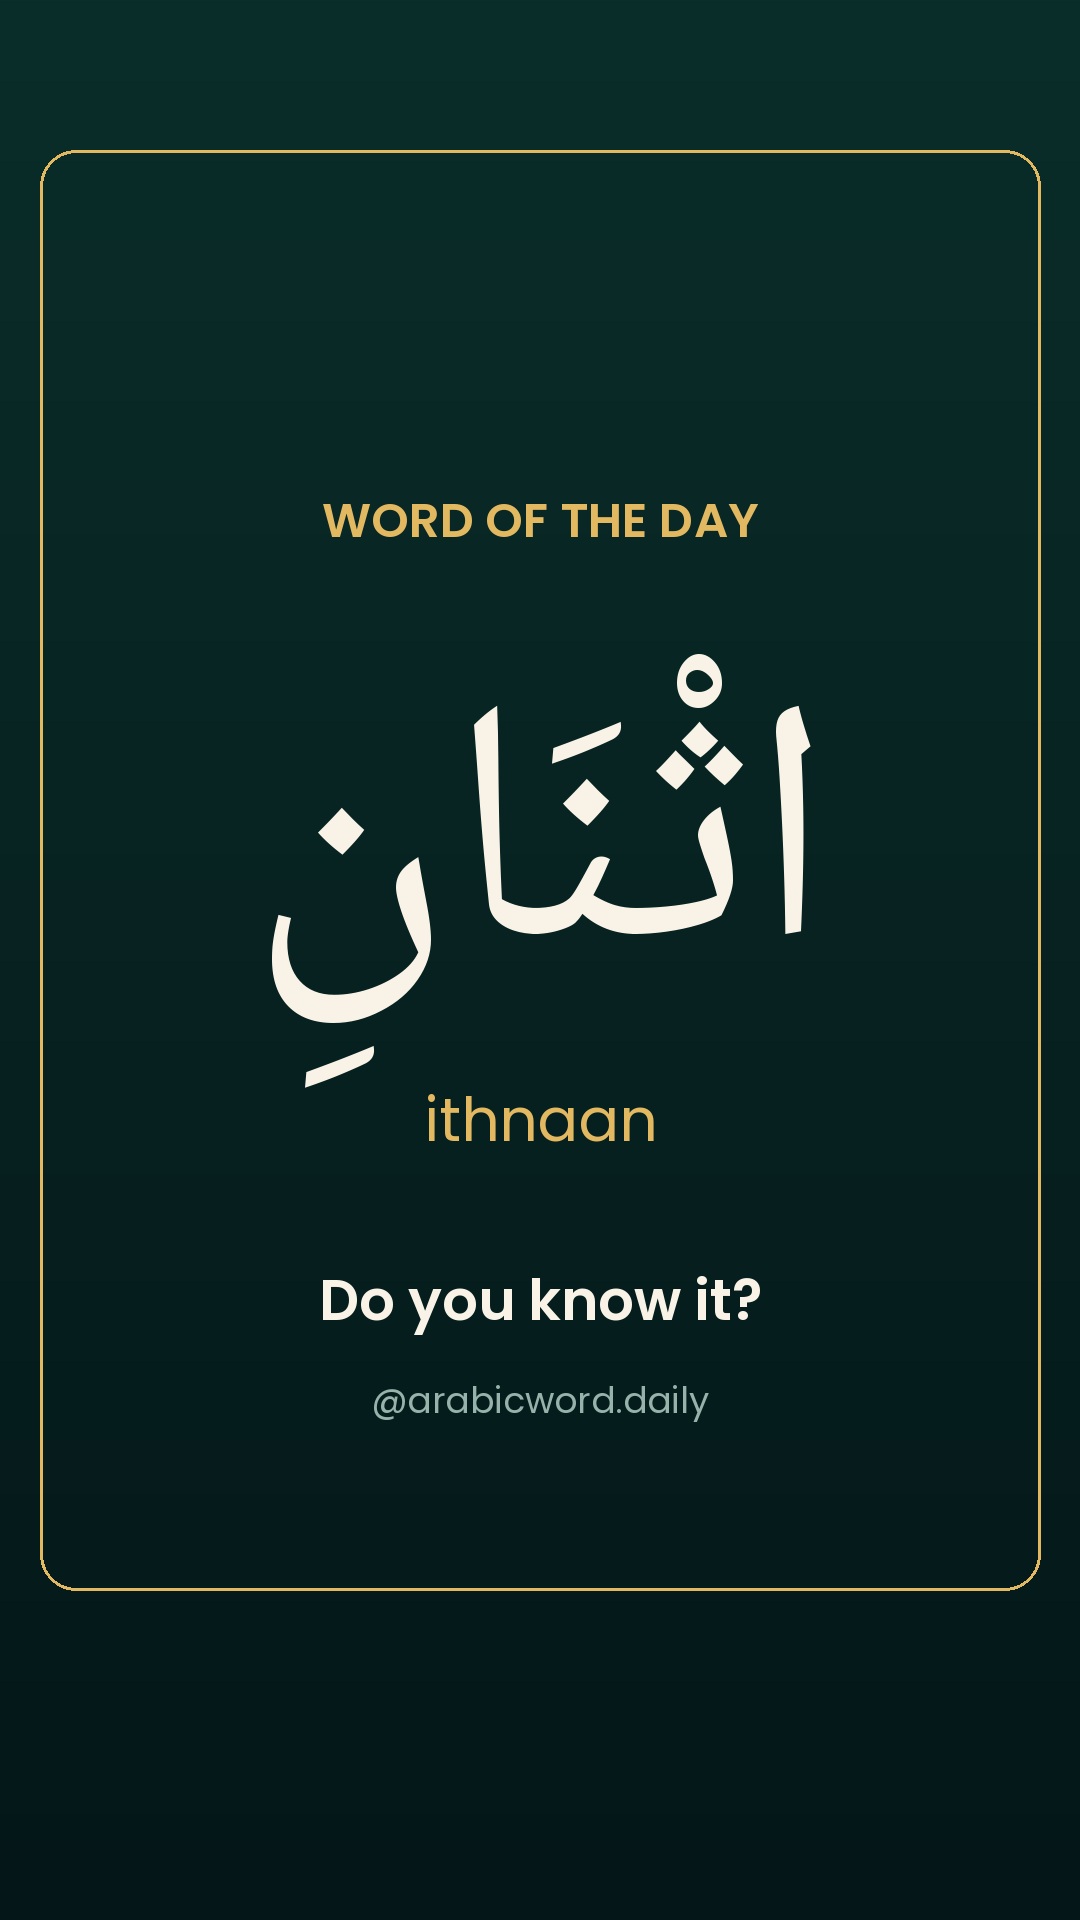 WORD OF THE DAY
اثْنَانِ
ithnaan
Do you know it?
@arabicword.daily